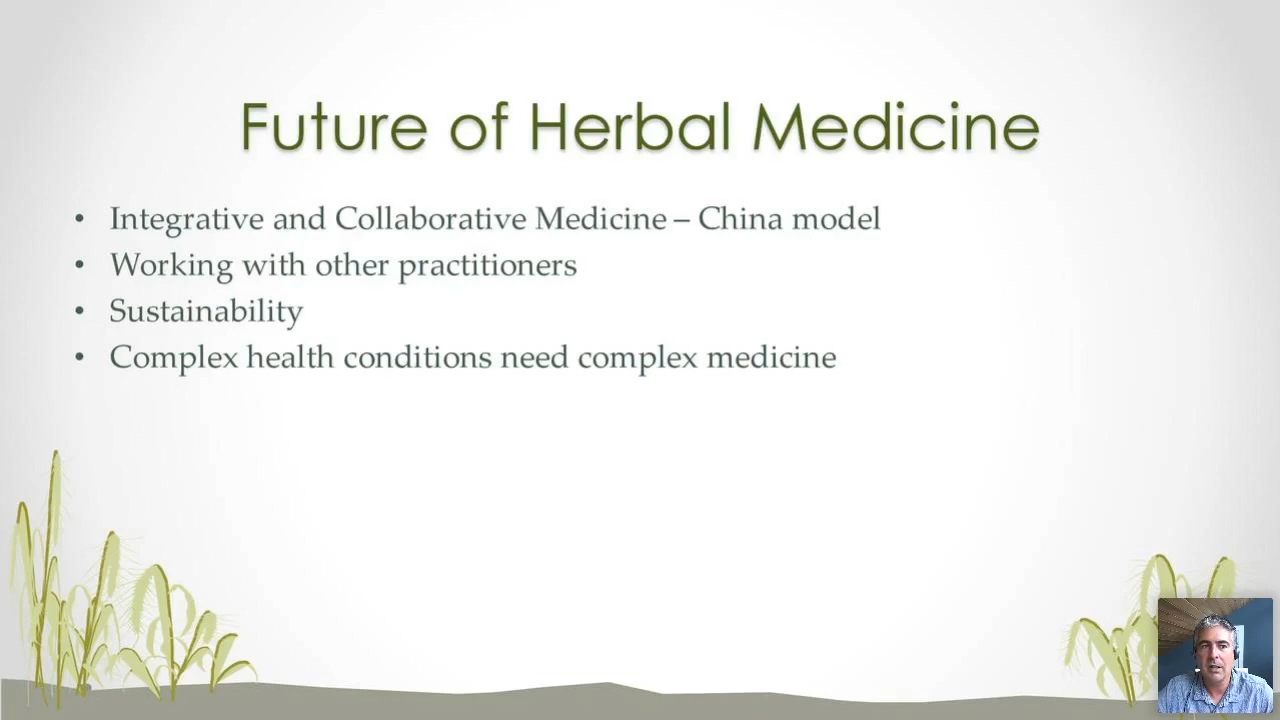 Future of Herbal Medicine
• Integrative and Collaborative Medicine – China model
• Working with other practitioners
• Sustainability
• Complex health conditions need complex medicine